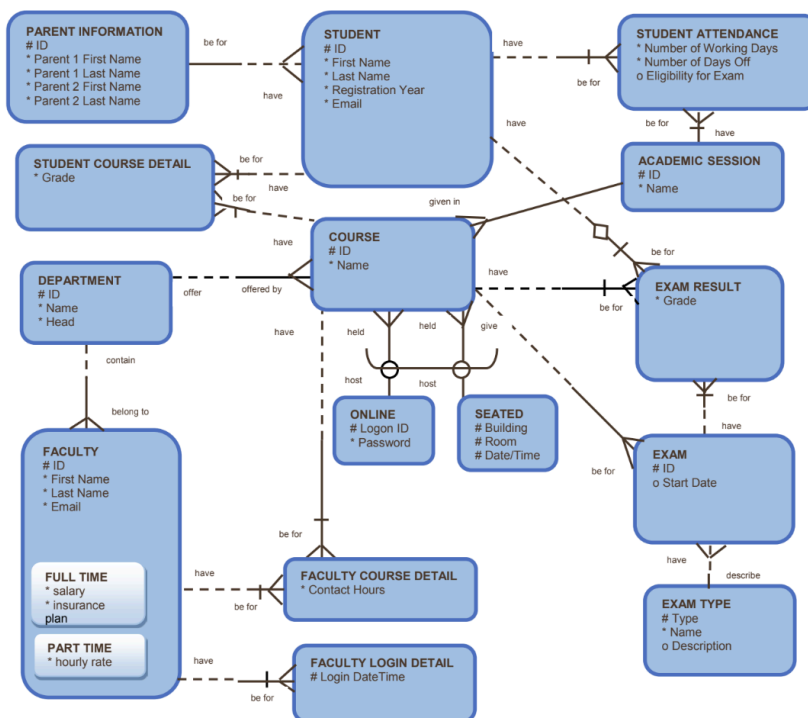 PARENT INFORMATION
# ID
* Parent 1 First Name
* Parent 1 Last Name
* Parent 2 First Name
* Parent 2 Last Name
be for
have
STUDENT
# ID
* First Name
* Last Name
* Registration Year
* Email
have
be for
have
STUDENT ATTENDANCE
* Number of Working Days
* Number of Days Off
o Eligibility for Exam
be for
have
ACADEMIC SESSION
# ID
* Name
given in
STUDENT COURSE DETAIL
* Grade
be for
have
be for
have
COURSE
# ID
* Name
DEPARTMENT
# ID
* Name
* Head
offer
offered by
contain
belong to
have
be for
have
be for
EXAM RESULT
* Grade
be for
have
have
held
held
give
host
host
ONLINE
# Logon ID
* Password
SEATED
# Building
# Room
# Date/Time
be for
EXAM
# ID
o Start Date
have
describe
EXAM TYPE
# Type
* Name
o Description
FACULTY
# ID
* First Name
* Last Name
* Email
FULL TIME
* salary
* insurance
plan
PART TIME
* hourly rate
have
be for
be for
FACULTY COURSE DETAIL
* Contact Hours
have
be for
FACULTY LOGIN DETAIL
# Login DateTime